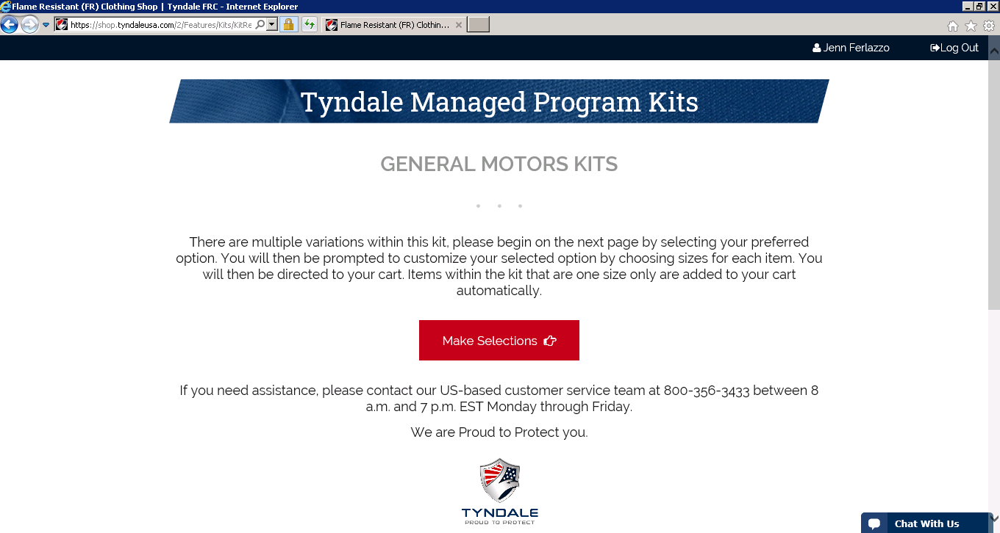 Flame Resistant (FR) Clothing Shop | Tyndale FRC - Internet Explorer
https://shop.tyndaleusa.com/2/Features/Kits/KitRe
Flame Resistant (FR) Clothin...
Jenn Ferlazzo
Log Out
Tyndale Managed Program Kits
GENERAL MOTORS KITS
There are multiple variations within this kit, please begin on the next page by selecting your preferred
option. You will then be prompted to customize your selected option by choosing sizes for each item. You
will then be directed to your cart. Items within the kit that are one size only are added to your cart
automatically.
Make Selections
If you need assistance, please contact our US-based customer service team at 800-356-3433 between 8
a.m. and 7 p.m. EST Monday through Friday.
We are Proud to Protect you.
TYNDALE
PROUD TO PROTECT
Chat With Us